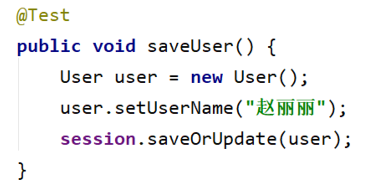 @Test
public void saveUser() {
    User user = new User();
    user.setUserName("赵丽丽");
    session.saveOrUpdate(user);
}